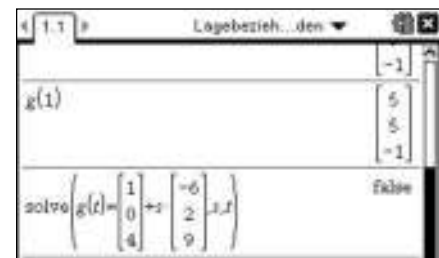 1.1 Lagebezieh...den
-1]
g(1) [5 5 -1]
solve(g(t)=[1 0 4]+s·[-6 2 9],s,t) false